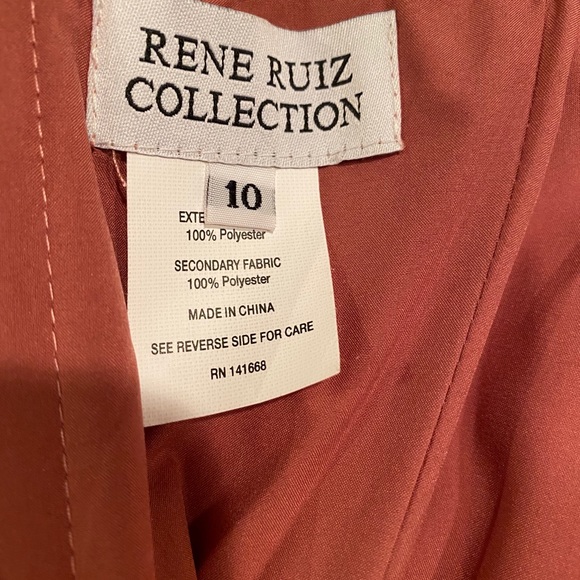 RENE RUIZ
COLLECTION
10
EXTE
100% Polyester
SECONDARY FABRIC
100% Polyester
MADE IN CHINA
SEE REVERSE SIDE FOR CARE
RN 141668